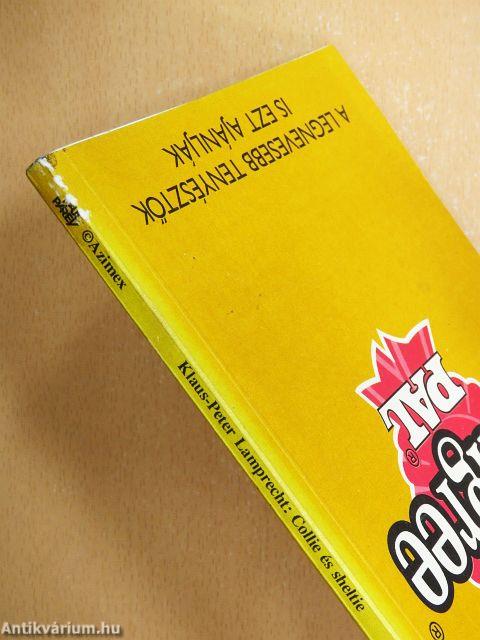 A LEGNEVESEBB TENYÉSZTŐK
IS EZT AJÁNLJÁK
PAL
®
®
©Azimex
Klaus-Peter Lamprecht: Collie és sheltie
Antikvárium.hu